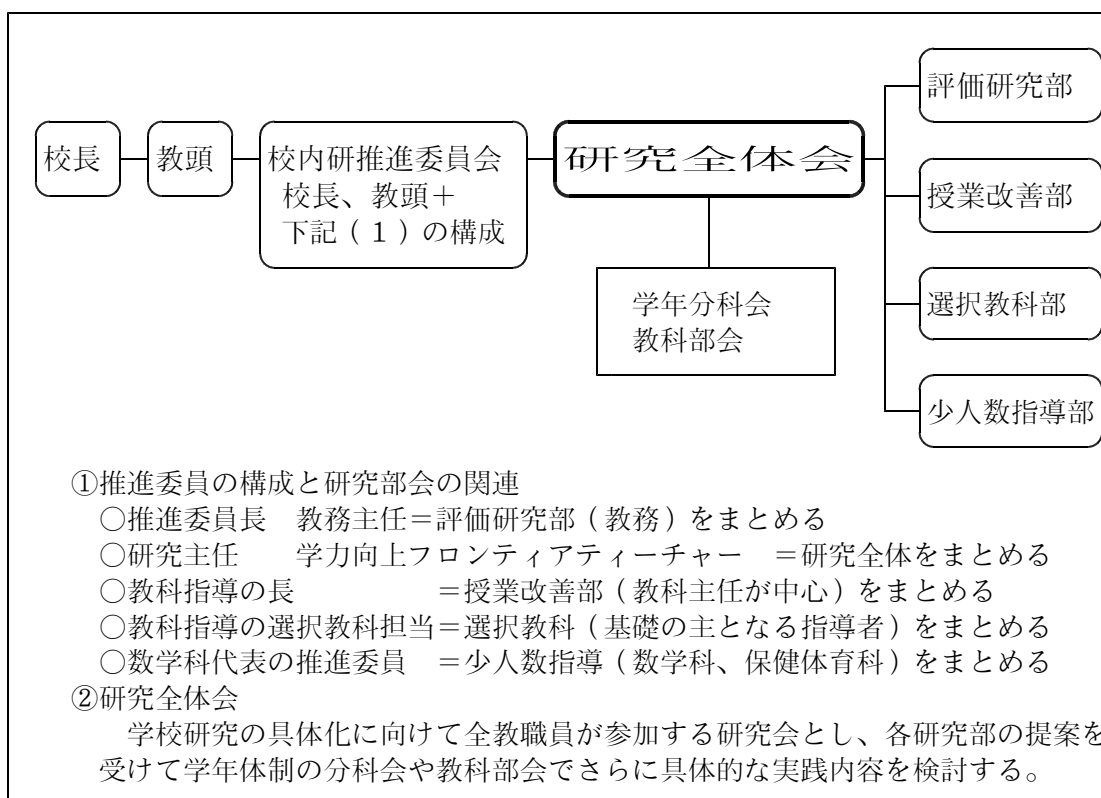 校長
教頭
校内研推進委員会
校長、教頭+
下記(1)の構成
研究全体会
学年分科会
教科部会
評価研究部
授業改善部
選択教科部
少人数指導部
①推進委員の構成と研究部会の関連
○推進委員長 教務主任=評価研究部(教務)をまとめる
○研究主任 学力向上フロンティアティーチャー =研究全体をまとめる
○教科指導の長 =授業改善部(教科主任が中心)をまとめる
○教科指導の選択教科担当=選択教科(基礎の主となる指導者)をまとめる
○数学科代表の推進委員 =少人数指導(数学科、保健体育科)をまとめる
②研究全体会
学校研究の具体化に向けて全教職員が参加する研究会とし、各研究部の提案を
受けて学年体制の分科会や教科部会でさらに具体的な実践内容を検討する。